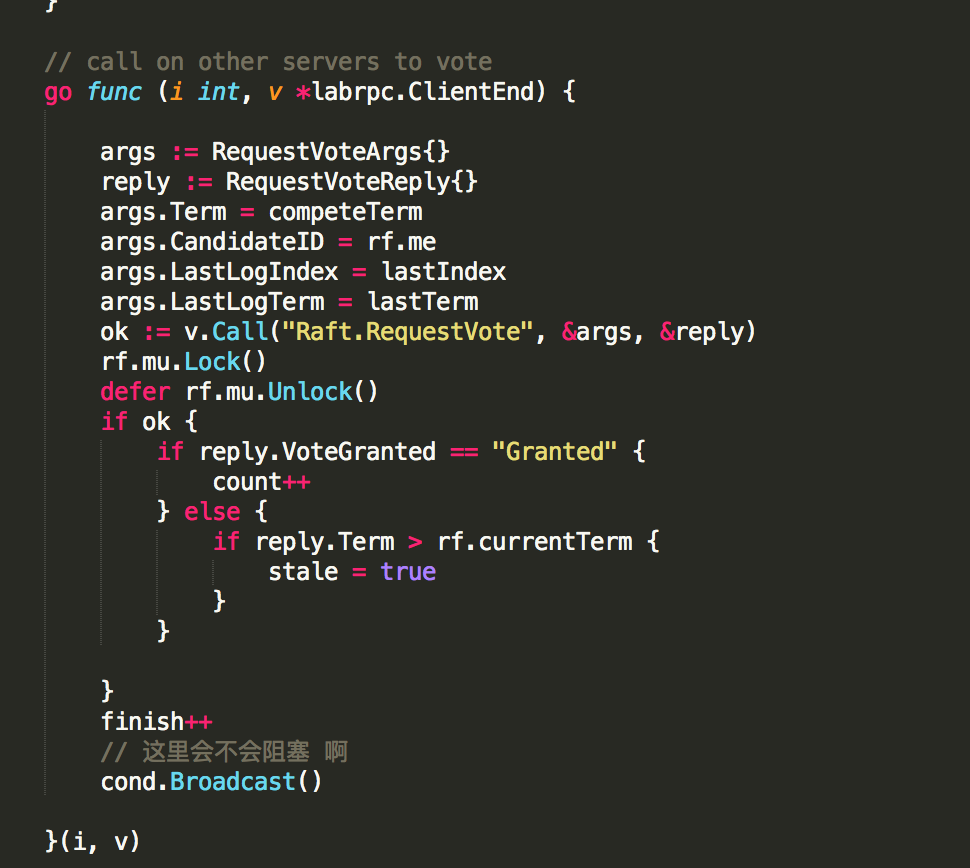 }
// call on other servers to vote
go func (i int, v *labrpc.ClientEnd) {
args := RequestVoteArgs{}
reply := RequestVoteReply{}
args.Term = competeTerm
args.CandidateID = rf.me
args.LastLogIndex = lastIndex
args.LastLogTerm = lastTerm
ok := v.Call("Raft.RequestVote", &args, &reply)
rf.mu.Lock()
defer rf.mu.Unlock()
if ok {
if reply.VoteGranted == "Granted" {
count++
} else {
if reply.Term > rf.currentTerm {
stale = true
}
}
}
finish++
// 这里会不会阻塞 啊
cond.Broadcast()
}(i, v)